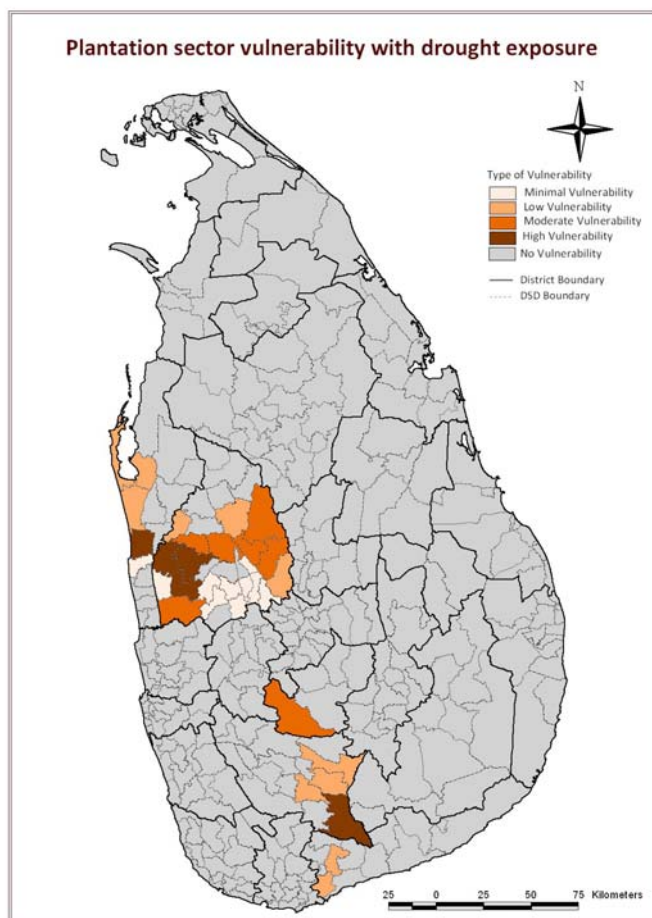 Plantation sector vulnerability with drought exposure
N
Type of Vulnerability
Minimal Vulnerability
Low Vulnerability
Moderate Vulnerability
High Vulnerability
No Vulnerability
District Boundary
DSD Boundary
25 0 25 50 75 Kilometers